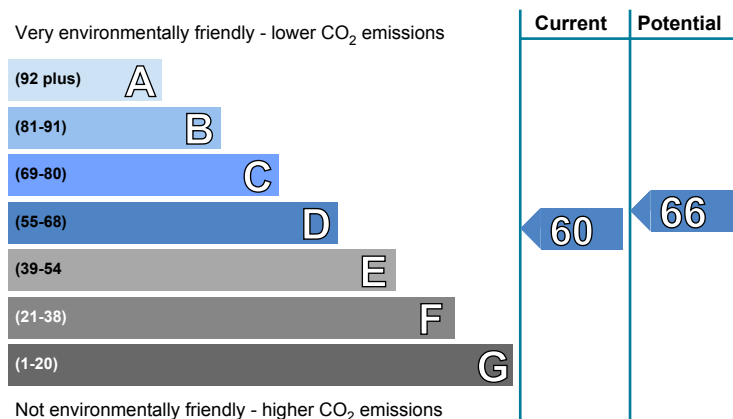 Very environmentally friendly - lower CO2 emissions
Current
Potential
(92 plus) A
(81-91) B
(69-80) C
(55-68) D
(39-54 E
(21-38) F
(1-20) G
60
66
Not environmentally friendly - higher CO2 emissions